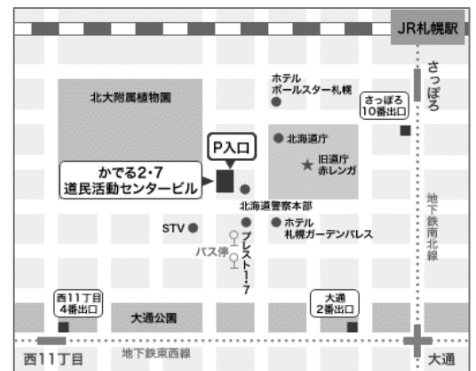 JR札幌駅
さっぽろ
ホテル
ポールスター札幌
さっぽろ
10番出口
北大附属植物園
P入口
北海道庁
旧道庁
赤レンガ
かでる2・7
道民活動センタービル
北海道警察本部
地下鉄南北線
STV
ホテル
札幌ガーデンパレス
バス停
プレスト1・7
西11丁目
4番出口
大通公園
大通
2番出口
西11丁目
地下鉄東西線
大通